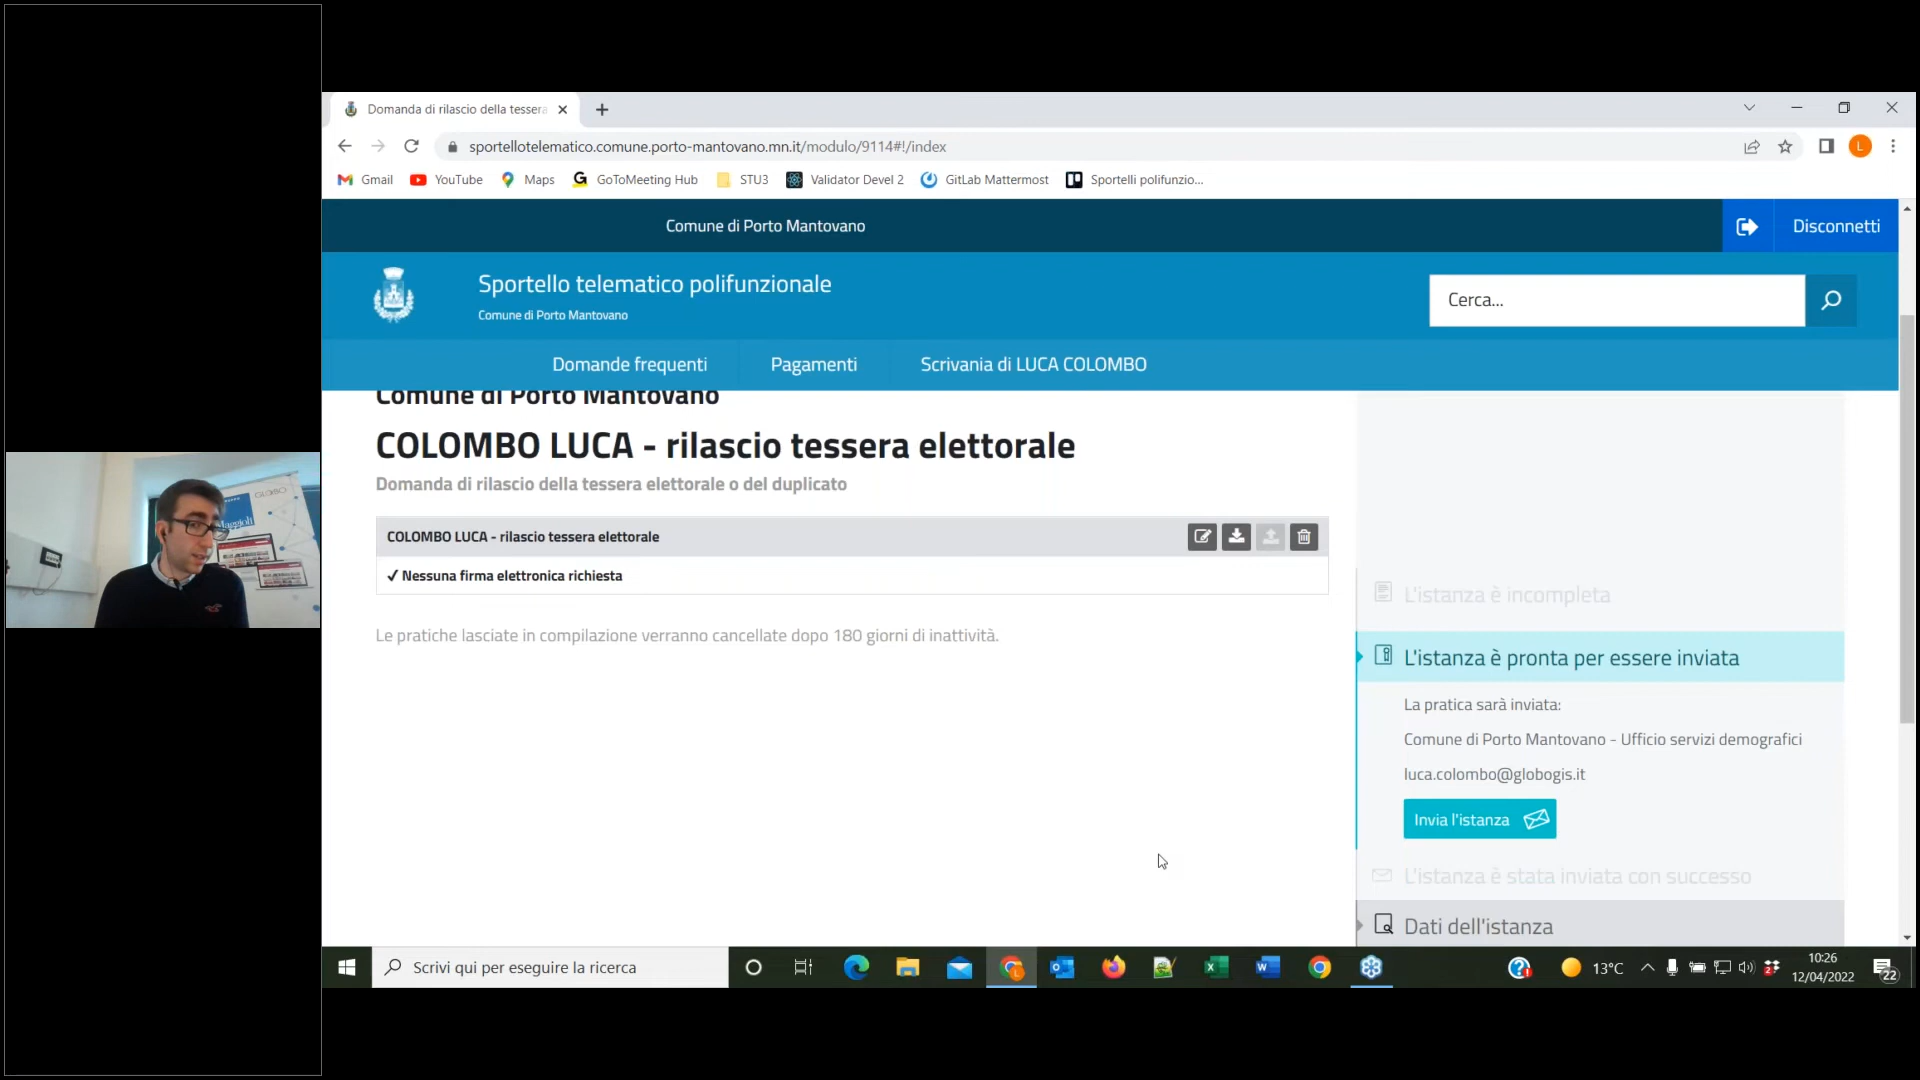 Domanda di rilascio della tessera
sportellotelematico.comune.porto-mantovano.mn.it/modulo/9114#!/index
L
Gmail
YouTube
Maps
GoToMeeting Hub
STU3
Validator Devel 2
GitLab Mattermost
Sportelli polifunzio...
Comune di Porto Mantovano
Disconnetti
Sportello telematico polifunzionale
Comune di Porto Mantovano
Cerca...
Domande frequenti
Pagamenti
Scrivania di LUCA COLOMBO
Comune di Porto Mantovano
COLOMBO LUCA - rilascio tessera elettorale
Domanda di rilascio della tessera elettorale o del duplicato
COLOMBO LUCA - rilascio tessera elettorale
✓ Nessuna firma elettronica richiesta
Le pratiche lasciate in compilazione verranno cancellate dopo 180 giorni di inattività.
L'istanza è incompleta
L'istanza è pronta per essere inviata
La pratica sarà inviata:
Comune di Porto Mantovano - Ufficio servizi demografici
luca.colombo@globogis.it
Invia l'istanza
L'istanza è stata inviata con successo
Dati dell'istanza
GLOBO
Maggioli
Scrivi qui per eseguire la ricerca
13°C
10:26
12/04/2022
22